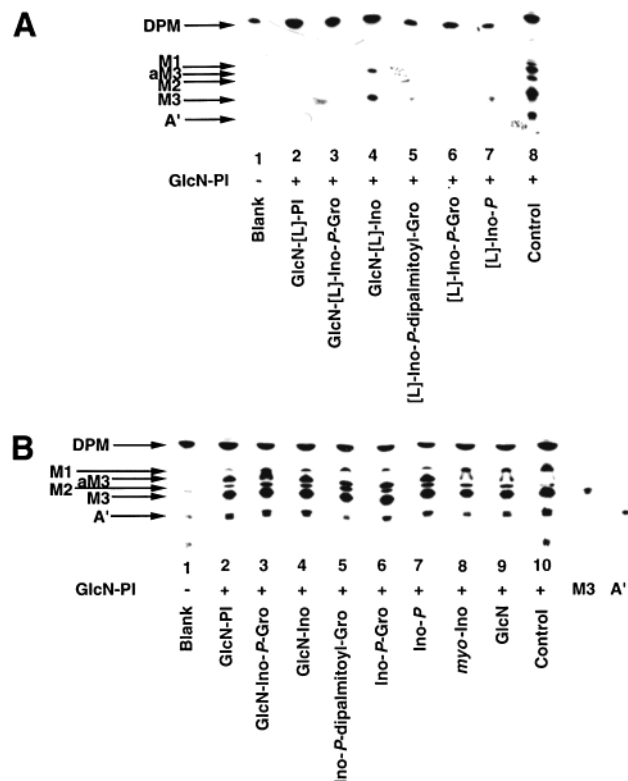 A
DPM
M1
aM3
M2
M3
A'
1 2 3 4 5 6 7 8
GlcN-PI - + + + + + + +
Blank
GlcN-[L]-PI
GlcN-[L]-Ino-P-Gro
GlcN-[L]-Ino
[L]-Ino-P-dipalmitoyl-Gro
[L]-Ino-P-Gro
[L]-Ino-P
Control
B
DPM
M1
aM3
M2
M3
A'
1 2 3 4 5 6 7 8 9 10
GlcN-PI - + + + + + + + + + M3 A'
Blank
GlcN-PI
GlcN-Ino-P-Gro
GlcN-Ino
Ino-P-dipalmitoyl-Gro
Ino-P-Gro
Ino-P
myo-Ino
GlcN
Control